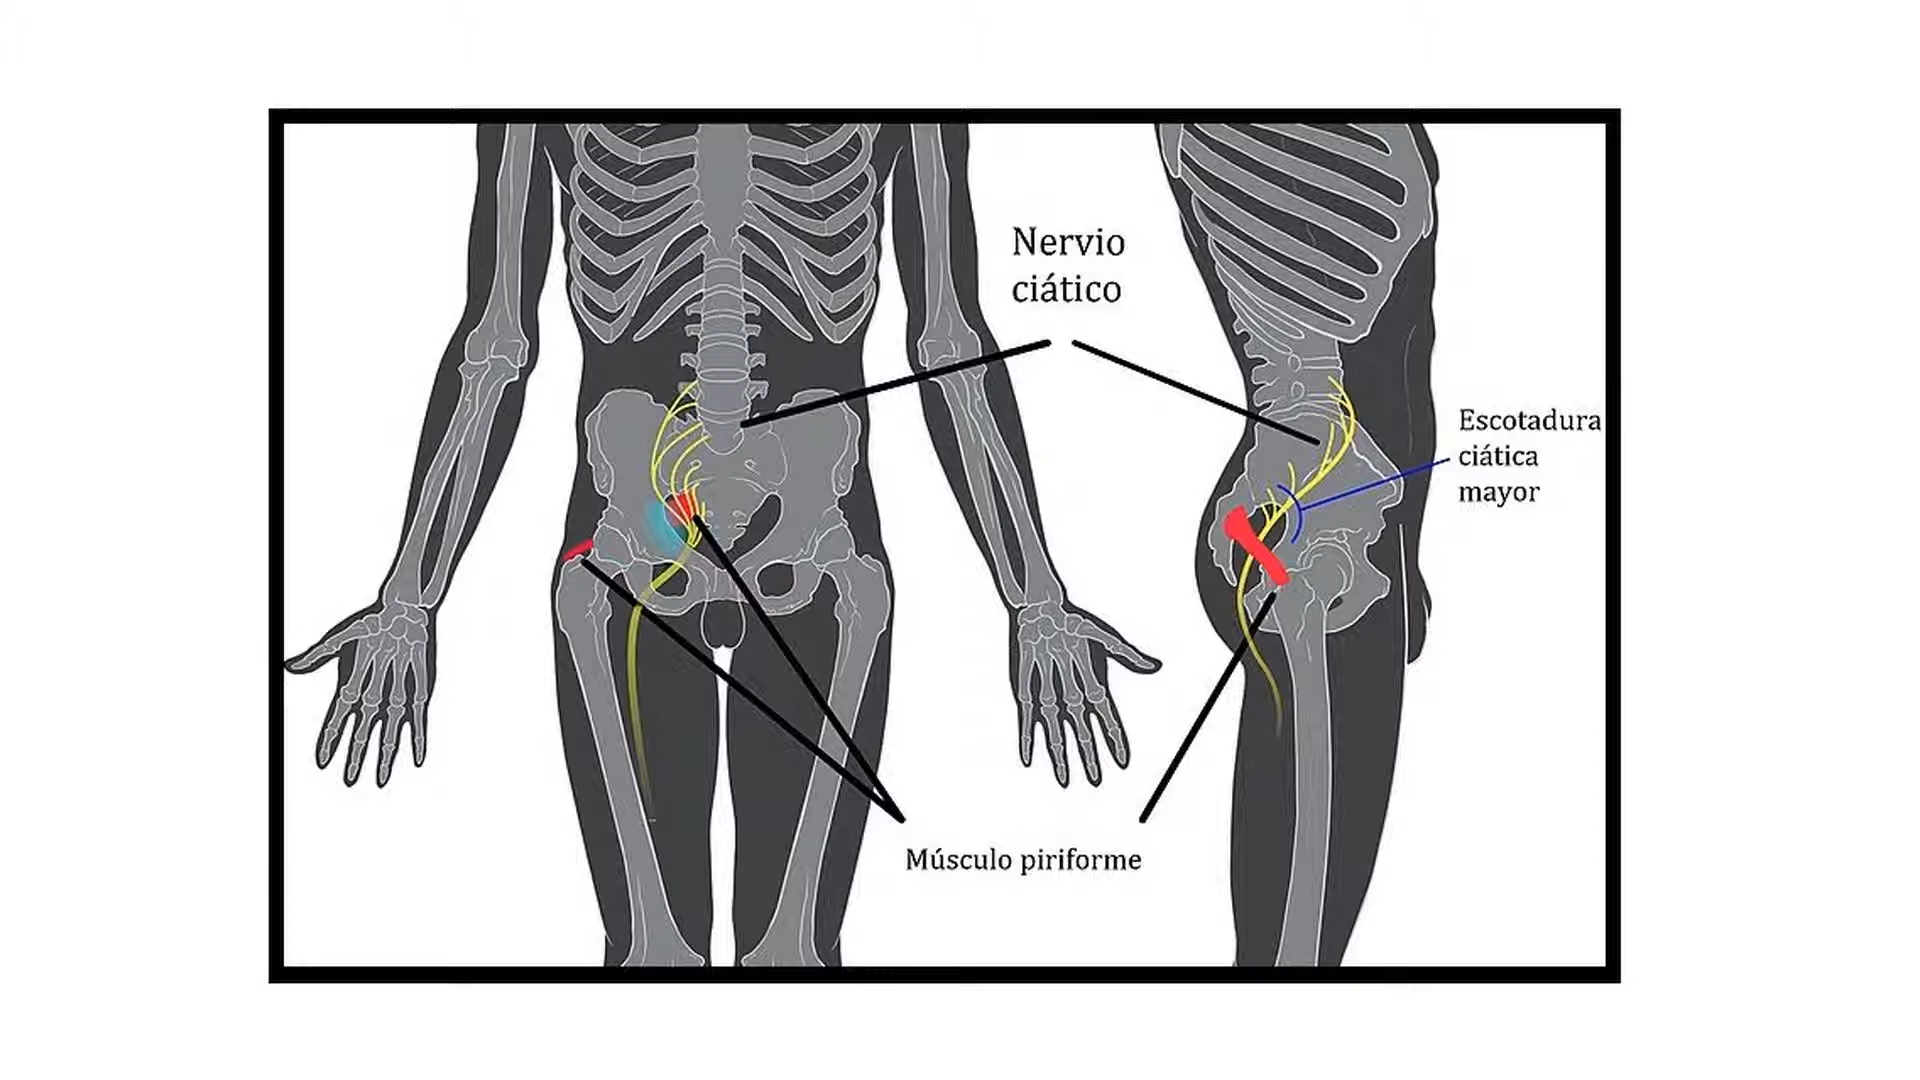 Nervio
ciático
Escotadura
ciática
mayor
Músculo piriforme